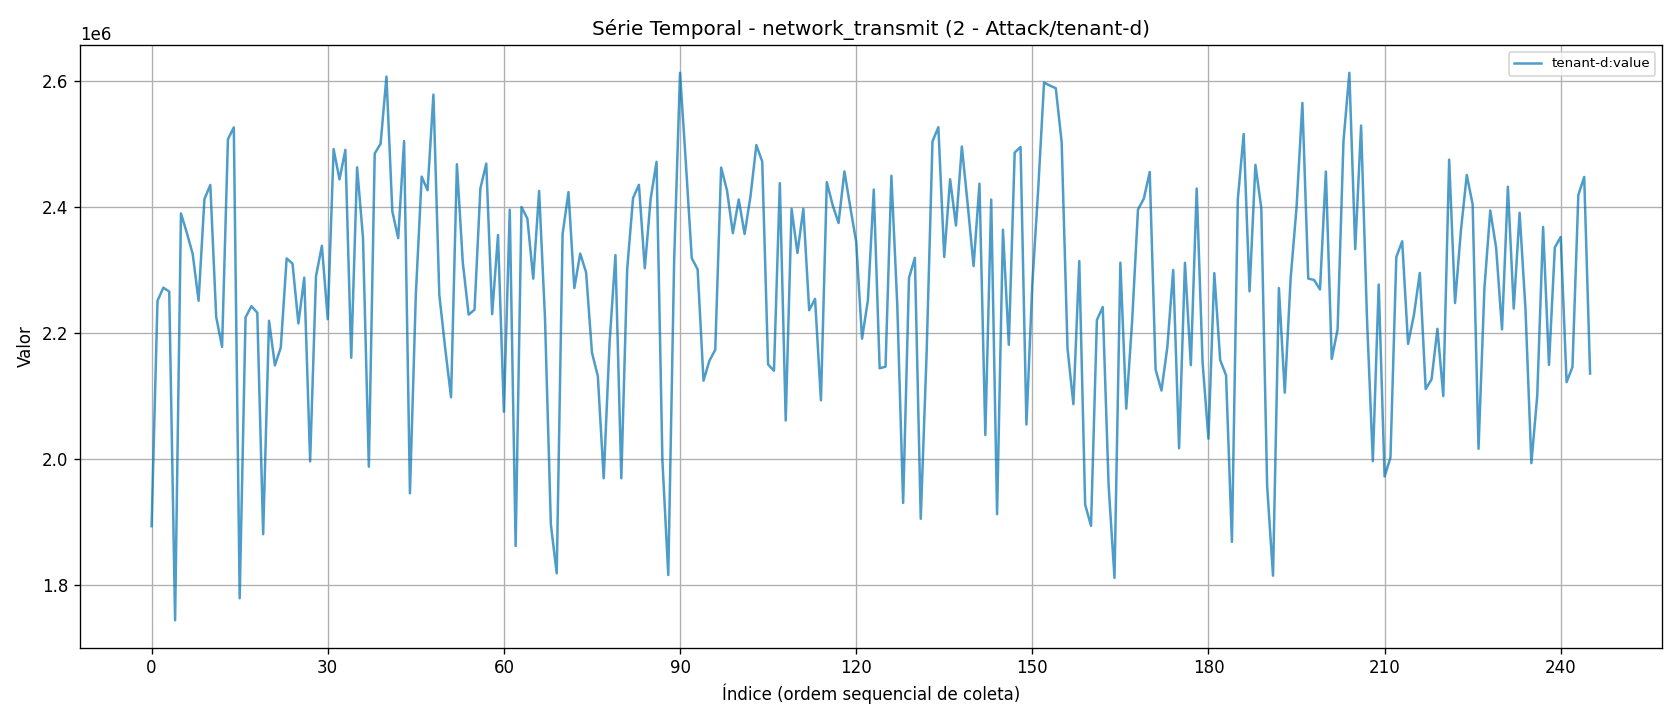 Série Temporal - network_transmit (2 - Attack/tenant-d)
1e6
tenant-d:value
2.6
2.4
2.2
2.0
1.8
Valor
0 30 60 90 120 150 180 210 240
Índice (ordem sequencial de coleta)